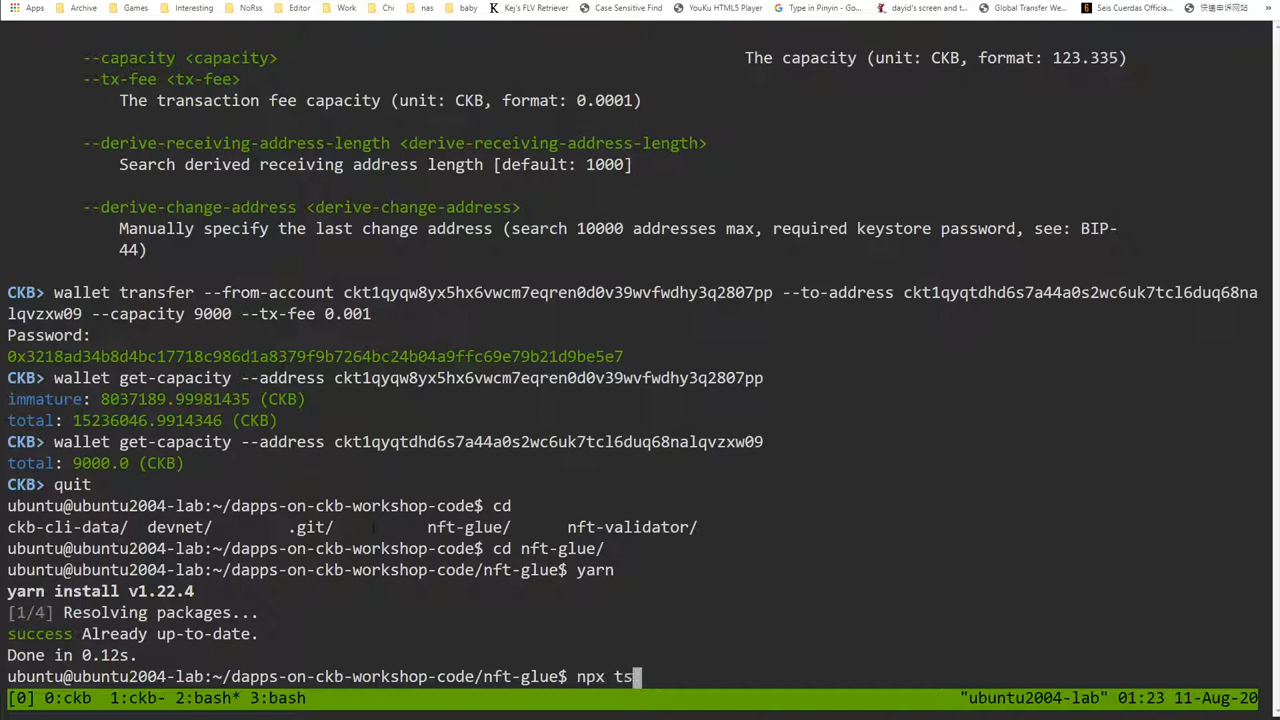 Apps Archive Games Interesting NoRss Editor Work Chi nas baby Kej's FLV Retriever Case Sensitive Find YouKu HTML5 Player Type in Pinyin - Goo... dayid's screen and t... Global Transfer We... Seis Cuerdas Oficia... 快递申诉网站 »
--capacity <capacity> The capacity (unit: CKB, format: 123.335)
--tx-fee <tx-fee>
The transaction fee capacity (unit: CKB, format: 0.0001)
--derive-receiving-address-length <derive-receiving-address-length>
Search derived receiving address length [default: 1000]
--derive-change-address <derive-change-address>
Manually specify the last change address (search 10000 addresses max, required keystore password, see: BIP-
44)
CKB> wallet transfer --from-account ckt1qyqw8yx5hx6vwcm7eqren0d0v39wvfwdhy3q2807pp --to-address ckt1qyqtdhd6s7a44a0s2wc6uk7tcl6duq68na
lqvzxw09 --capacity 9000 --tx-fee 0.001
Password:
0x3218ad34b8d4bc17718c986d1a8379f9b7264bc24b04a9ffc69e79b21d9be5e7
CKB> wallet get-capacity --address ckt1qyqw8yx5hx6vwcm7eqren0d0v39wvfwdhy3q2807pp
immature: 8037189.99981435 (CKB)
total: 15236046.9914346 (CKB)
CKB> wallet get-capacity --address ckt1qyqtdhd6s7a44a0s2wc6uk7tcl6duq68nalqvzxw09
total: 9000.0 (CKB)
CKB> quit
ubuntu@ubuntu2004-lab:~/dapps-on-ckb-workshop-code$ cd
ckb-cli-data/ devnet/ .git/ nft-glue/ nft-validator/
ubuntu@ubuntu2004-lab:~/dapps-on-ckb-workshop-code$ cd nft-glue/
ubuntu@ubuntu2004-lab:~/dapps-on-ckb-workshop-code/nft-glue$ yarn
yarn install v1.22.4
[1/4] Resolving packages...
success Already up-to-date.
Done in 0.12s.
ubuntu@ubuntu2004-lab:~/dapps-on-ckb-workshop-code/nft-glue$ npx ts
[0] 0:ckb 1:ckb- 2:bash* 3:bash "ubuntu2004-lab" 01:23 11-Aug-20